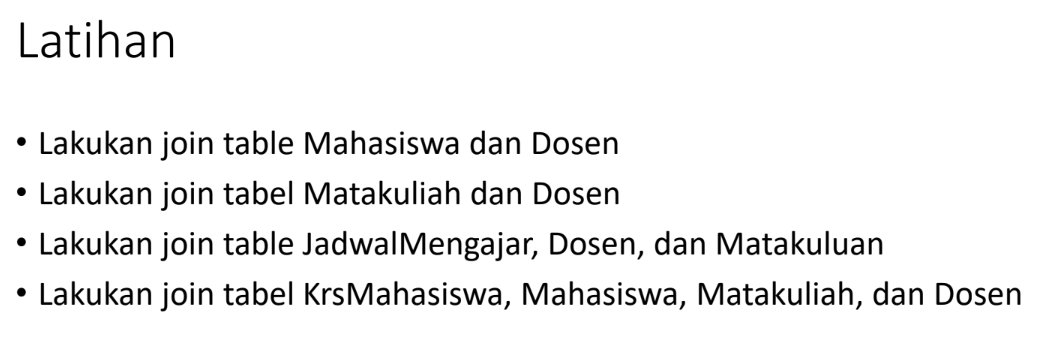 Latihan
• Lakukan join table Mahasiswa dan Dosen
• Lakukan join tabel Matakuliah dan Dosen
• Lakukan join table JadwalMengajar, Dosen, dan Matakuluan
• Lakukan join tabel KrsMahasiswa, Mahasiswa, Matakuliah, dan Dosen